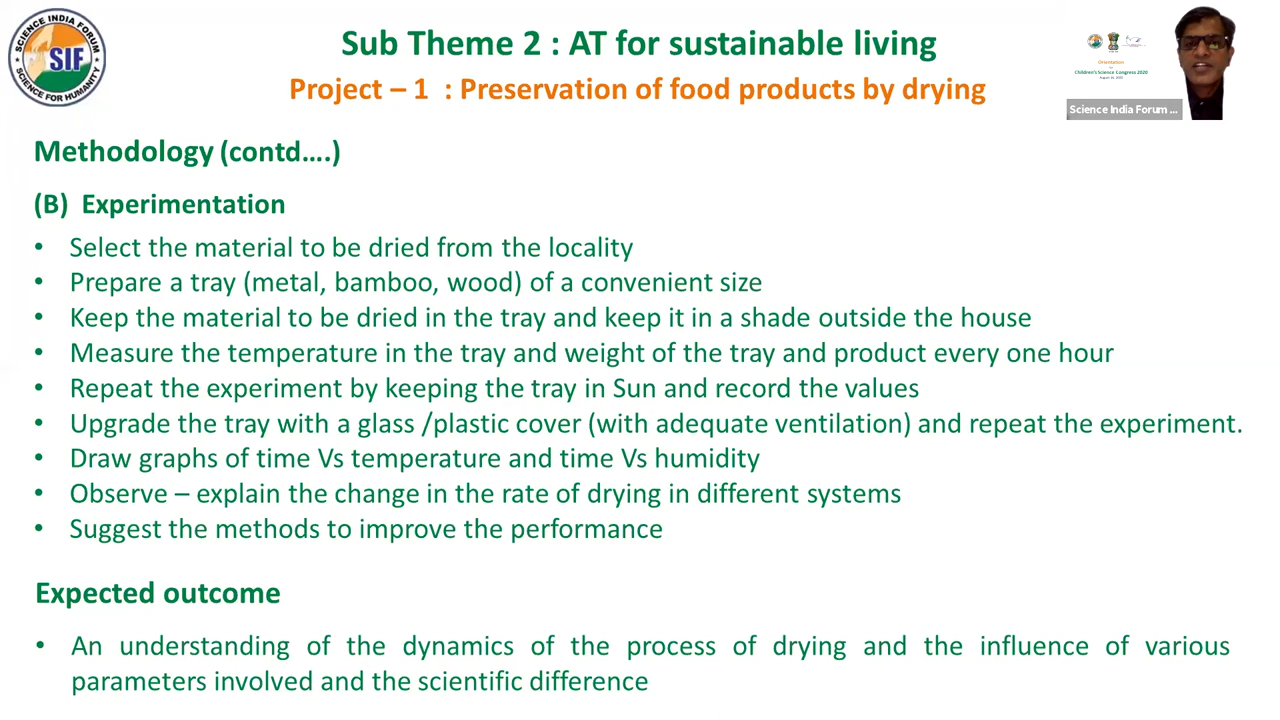 SCIENCE INDIA FORUM
SIF
SCIENCE FOR HUMANITY
Sub Theme 2 : AT for sustainable living
Project – 1 : Preservation of food products by drying
Orientation
Children's Science Congress 2020
Science India Forum ...
Methodology (contd….)
(B) Experimentation
• Select the material to be dried from the locality
• Prepare a tray (metal, bamboo, wood) of a convenient size
• Keep the material to be dried in the tray and keep it in a shade outside the house
• Measure the temperature in the tray and weight of the tray and product every one hour
• Repeat the experiment by keeping the tray in Sun and record the values
• Upgrade the tray with a glass /plastic cover (with adequate ventilation) and repeat the experiment.
• Draw graphs of time Vs temperature and time Vs humidity
• Observe – explain the change in the rate of drying in different systems
• Suggest the methods to improve the performance
Expected outcome
• An understanding of the dynamics of the process of drying and the influence of various
parameters involved and the scientific difference